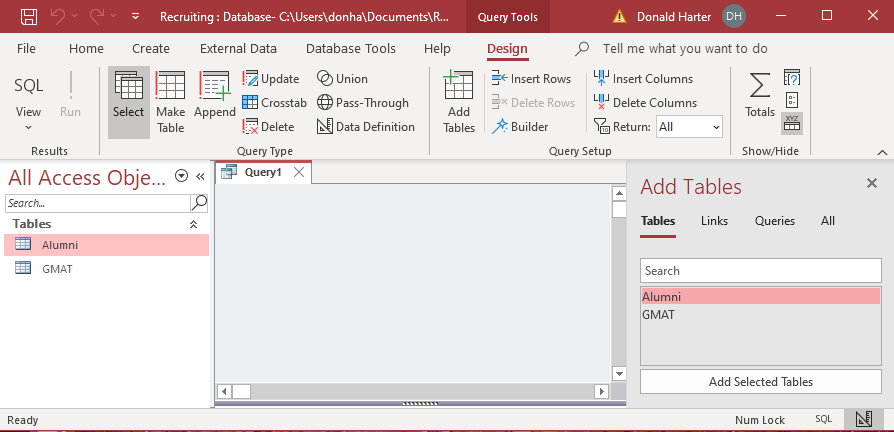 Recruiting : Database- C:\Users\donha\Documents\R... Query Tools Donald Harter DH
File Home Create External Data Database Tools Help Design Tell me what you want to do
SQL
View
Run
Results
Select
Make
Table
Append
Update
Crosstab
Delete
Union
Pass-Through
Data Definition
Query Type
Add
Tables
Insert Rows
Delete Rows
Builder
Insert Columns
Delete Columns
Return: All
Query Setup
Totals
XYZ
Show/Hide
All Access Obje...
Search...
Tables
Alumni
GMAT
Query1
Add Tables
Tables Links Queries All
Search
Alumni
GMAT
Add Selected Tables
Ready Num Lock SQL